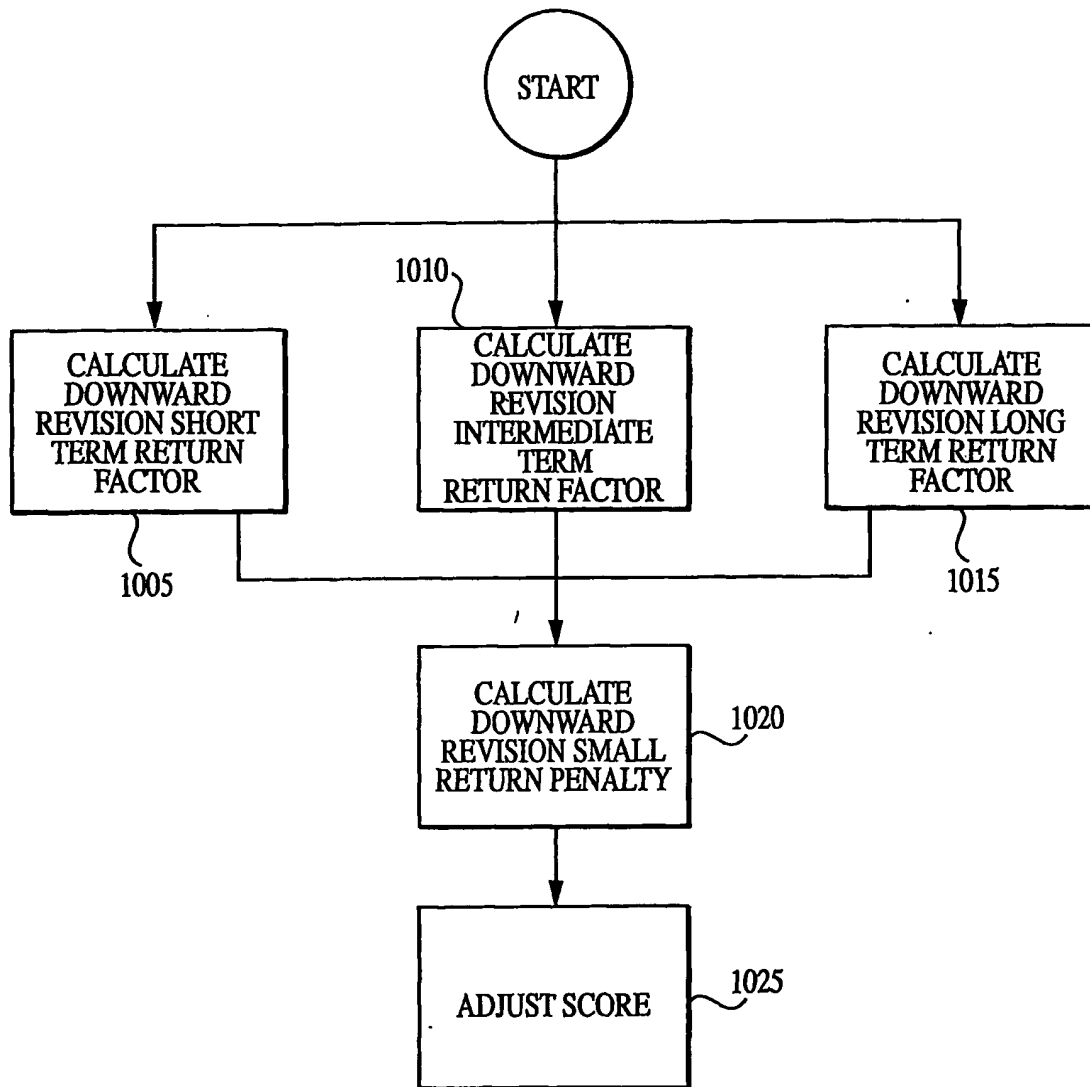 START
1010
CALCULATE
DOWNWARD
REVISION SHORT
TERM RETURN
FACTOR
CALCULATE
DOWNWARD
REVISION
INTERMEDIATE
TERM
RETURN FACTOR
CALCULATE
DOWNWARD
REVISION LONG
TERM RETURN
FACTOR
1005
1015
CALCULATE
DOWNWARD
REVISION SMALL
RETURN PENALTY
1020
ADJUST SCORE
1025